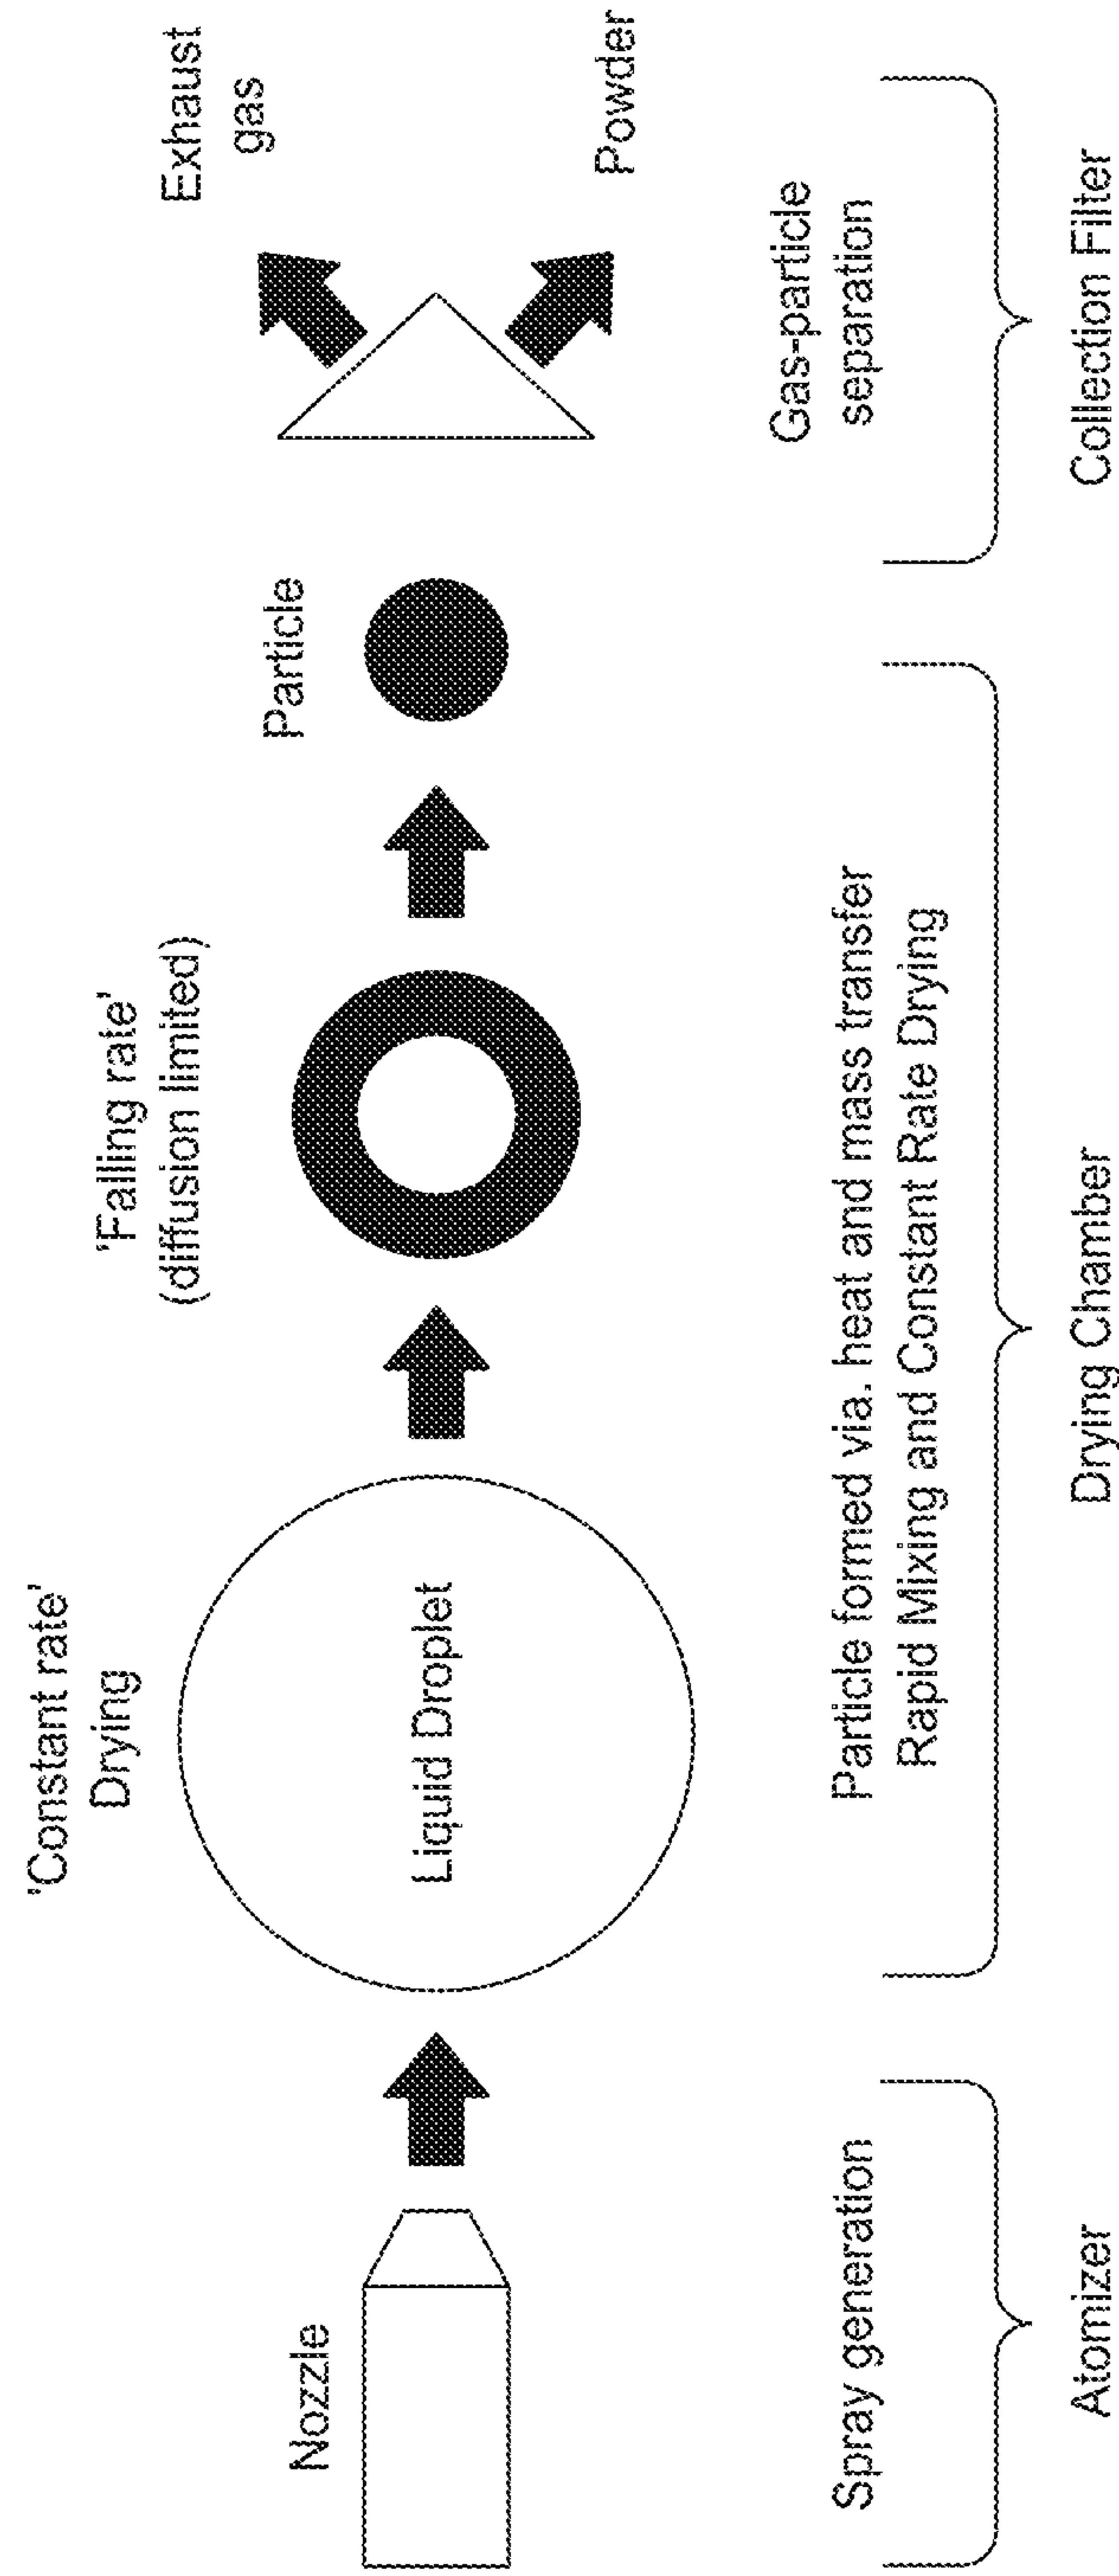 Nozzle
'Constant rate'
Drying
Liquid Droplet
'Falling rate'
(diffusion limited)
Particle
Exhaust
gas
Powder
Spray generation
Particle formed via. heat and mass transfer
Rapid Mixing and Constant Rate Drying
Gas-particle
separation
Atomizer
Drying Chamber
Collection Filter